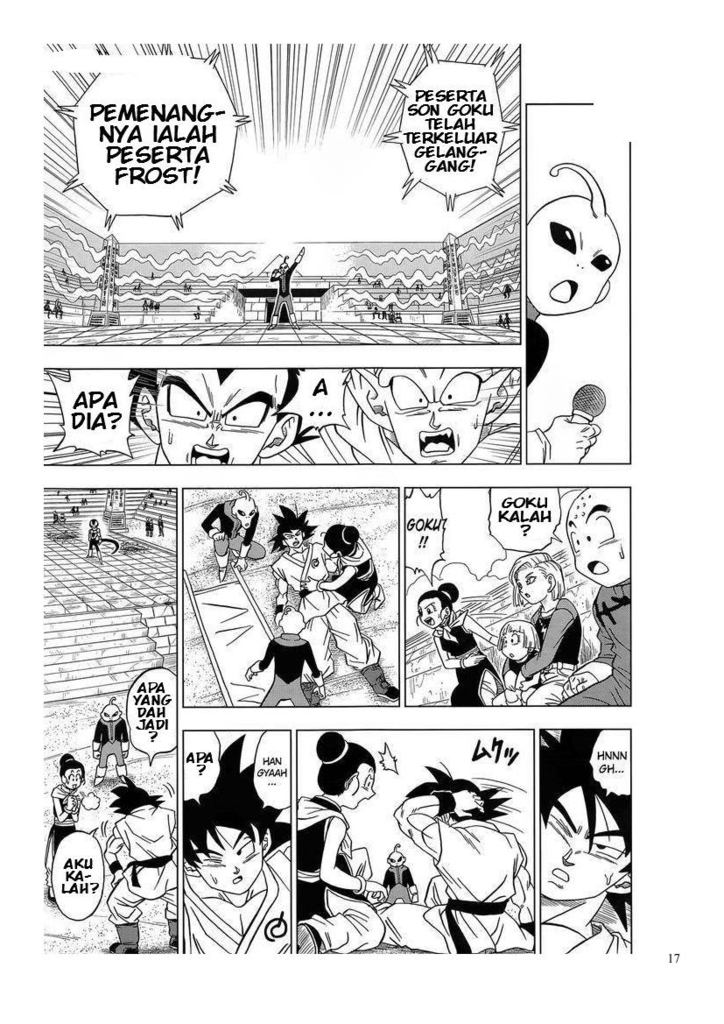 PESERTA
SON GOKU
TELAH
TERKELUAR
GELANG-
GANG!
PEMENANG-
NYA IALAH
PESERTA
FROST!
A
...
APA
DIA?
GOKU
KALAH
?
GOKU
!!
HNNN
GH...
ムクッ
HAN
GYAAH
...
APA
?
APA
YANG
DAH
JADI
?
AKU
KA-
LAH?
17